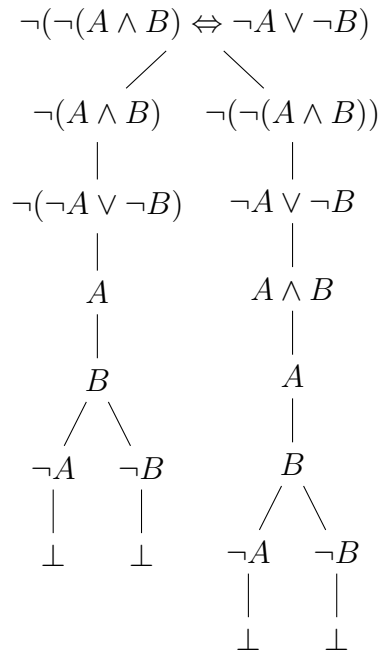 ¬(¬(A ∧ B) ⇔ ¬A ∨ ¬B)
¬(A ∧ B) ¬(¬(A ∧ B))
¬(¬A ∨ ¬B) ¬A ∨ ¬B
A A ∧ B
B A
¬A ¬B B
⊥ ⊥ ¬A ¬B
⊥ ⊥